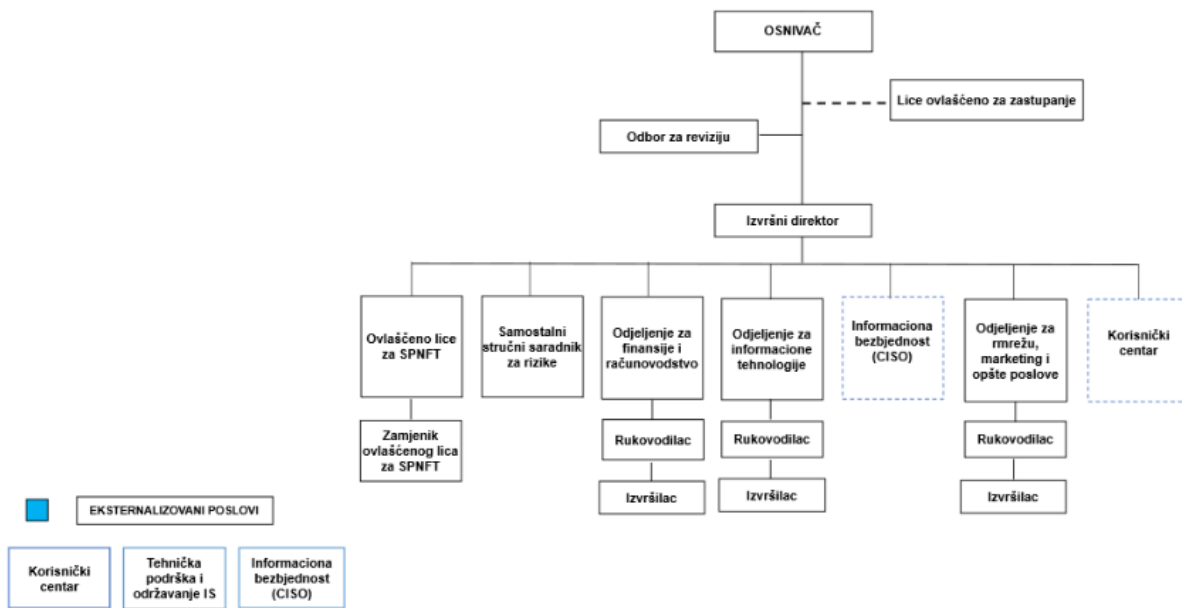 OSNIVAČ
Lice ovlašćeno za zastupanje
Odbor za reviziju
Izvršni direktor
Ovlašćeno lice
za SPNFT
Samostalni
stručni saradnik
za rizike
Odjeljenje za
finansije i
računovodstvo
Odjeljenje za
informacione
tehnologije
Informaciona
bezbjednost
(CISO)
Odjeljenje za
rmrežu,
marketing i
opšte poslove
Korisnički
centar
Zamjenik
ovlašćenog lica
za SPNFT
Rukovodilac
Rukovodilac
Rukovodilac
Izvršilac
Izvršilac
Izvršilac
EKSTERNALIZOVANI POSLOVI
Korisnički
centar
Tehnička
podrška i
održavanje IS
Informaciona
bezbjednost
(CISO)